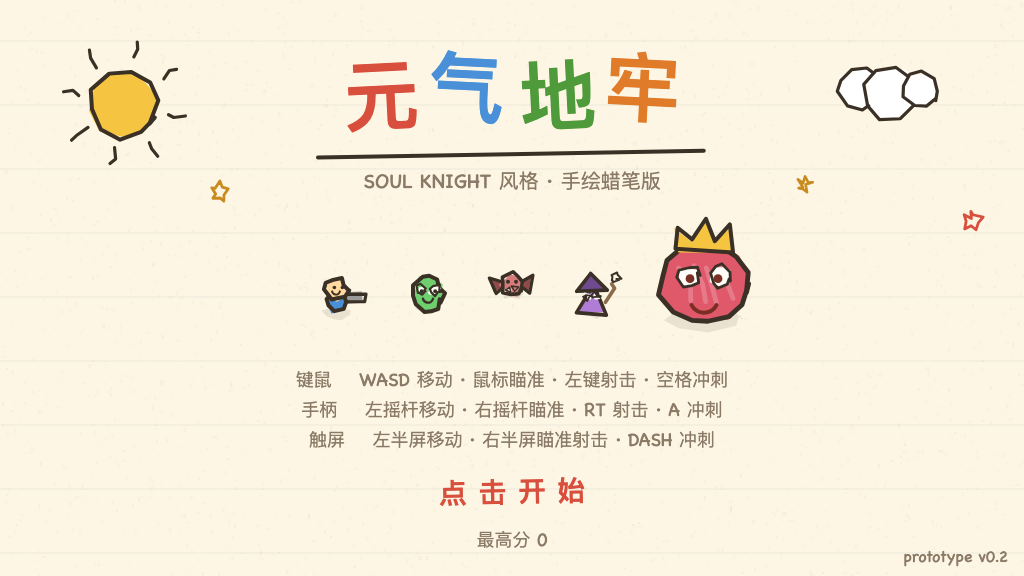 元气地牢
SOUL KNIGHT 风格 · 手绘蜡笔版
键鼠 WASD 移动 · 鼠标瞄准 · 左键射击 · 空格冲刺
手柄 左摇杆移动 · 右摇杆瞄准 · RT 射击 · A 冲刺
触屏 左半屏移动 · 右半屏瞄准射击 · DASH 冲刺
点击开始
最高分 0
prototype v0.2